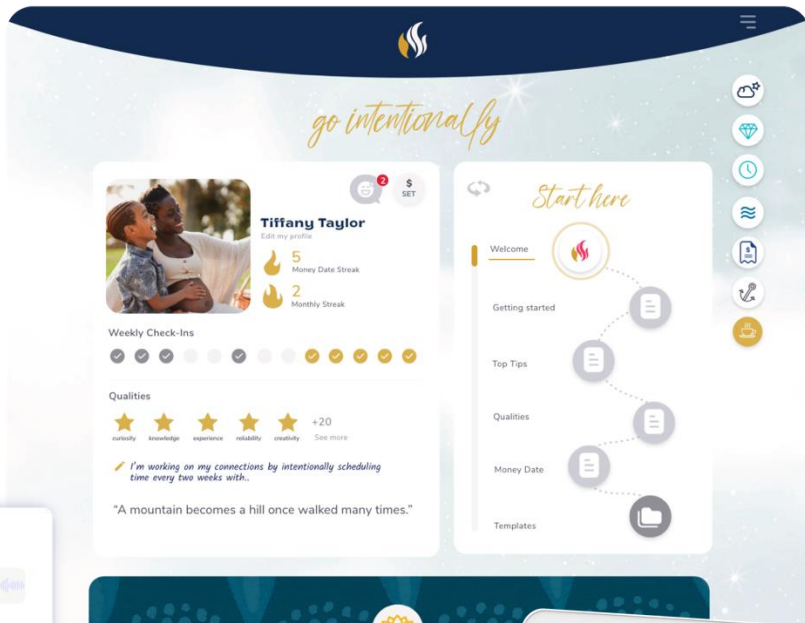 go intentionally
2
$
SET
Tiffany Taylor
Edit my profile
5
Money Date Streak
2
Monthly Streak
Weekly Check-Ins
Qualities
curiosity knowledge experience reliability creativity
+20
See more
I'm working on my connections by intentionally scheduling
time every two weeks with..
“A mountain becomes a hill once walked many times.”
Start here
Welcome
Getting started
Top Tips
Qualities
Money Date
Templates
$